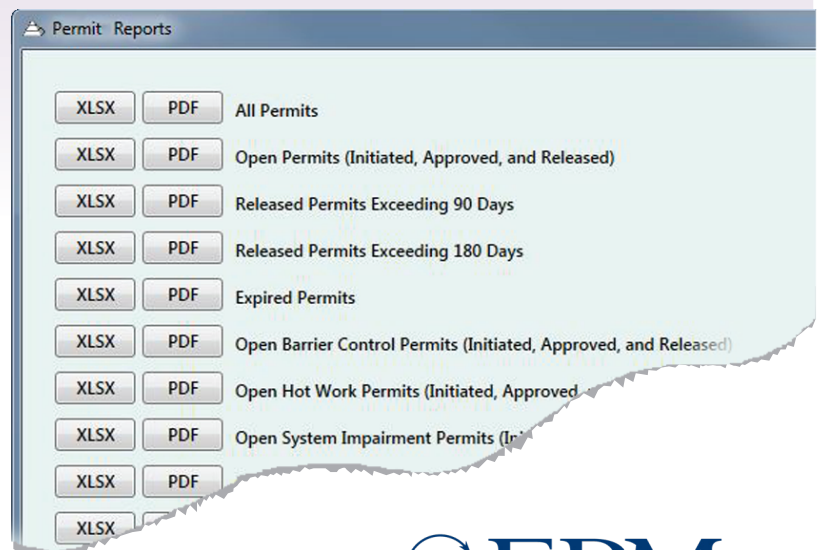 Permit Reports
XLSX PDF All Permits
XLSX PDF Open Permits (Initiated, Approved, and Released)
XLSX PDF Released Permits Exceeding 90 Days
XLSX PDF Released Permits Exceeding 180 Days
XLSX PDF Expired Permits
XLSX PDF Open Barrier Control Permits (Initiated, Approved, and Released)
XLSX PDF Open Hot Work Permits (Initiated, Approved
XLSX PDF Open System Impairment Permits (
XLSX PDF
XLSX
EPM